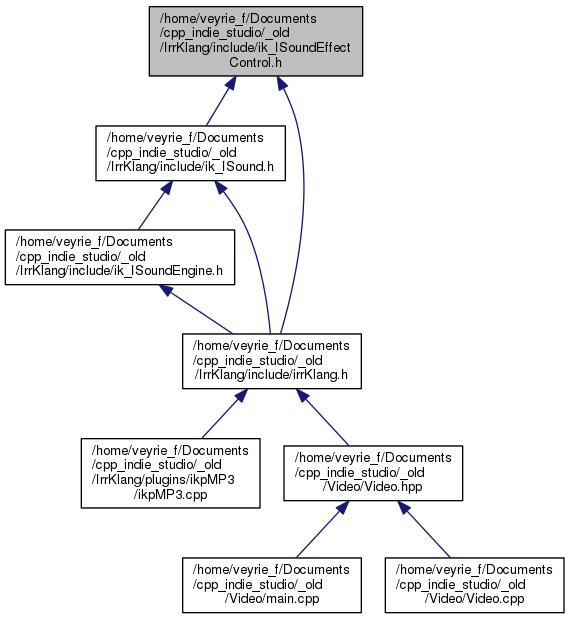 /home/veyrie_f/Documents
/cpp_indie_studio/_old
/IrrKlang/include/ik_ISoundEffect
Control.h
/home/veyrie_f/Documents
/cpp_indie_studio/_old
/IrrKlang/include/ik_ISound.h
/home/veyrie_f/Documents
/cpp_indie_studio/_old
/IrrKlang/include/ik_ISoundEngine.h
/home/veyrie_f/Documents
/cpp_indie_studio/_old
/IrrKlang/include/irrKlang.h
/home/veyrie_f/Documents
/cpp_indie_studio/_old
/IrrKlang/plugins/ikpMP3
/ikpMP3.cpp
/home/veyrie_f/Documents
/cpp_indie_studio/_old
/Video/Video.hpp
/home/veyrie_f/Documents
/cpp_indie_studio/_old
/Video/main.cpp
/home/veyrie_f/Documents
/cpp_indie_studio/_old
/Video/Video.cpp